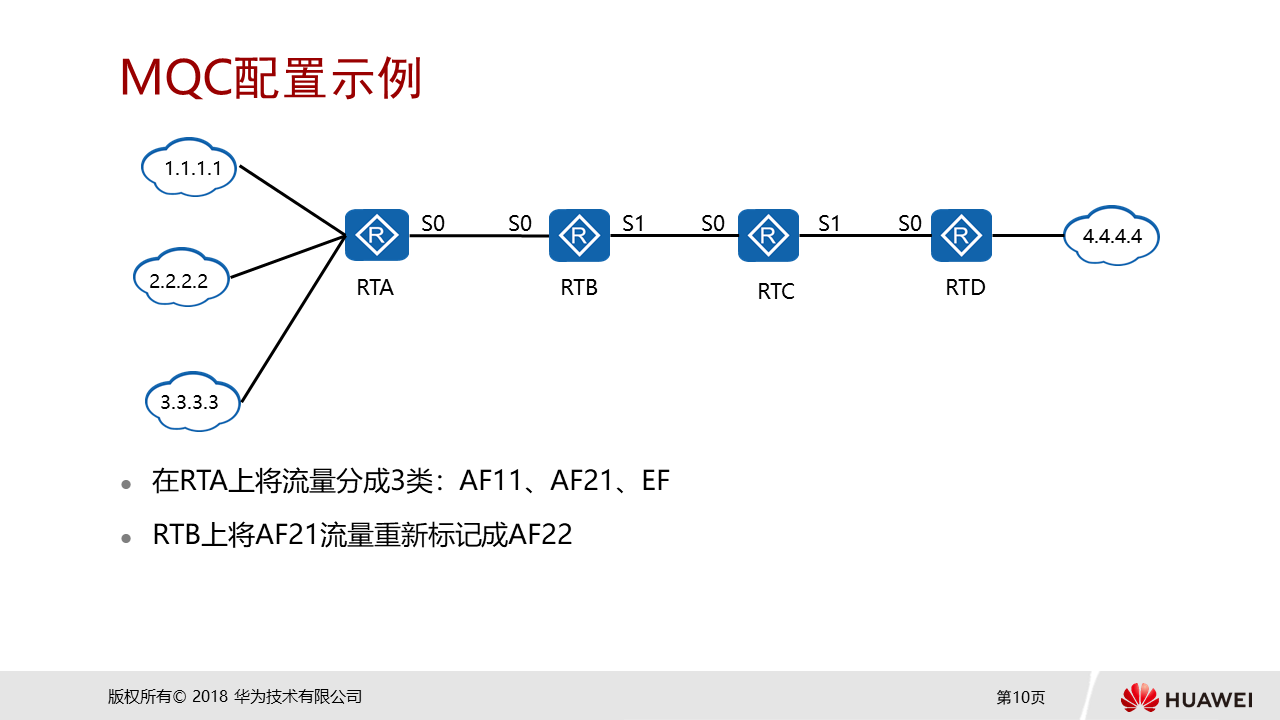 MQC配置示例
1.1.1.1
2.2.2.2
3.3.3.3
R
S0
S0
R
S1
S0
R
S1
S0
R
4.4.4.4
RTA
RTB
RTC
RTD
在RTA上将流量分成3类：AF11、AF21、EF
RTB上将AF21流量重新标记成AF22
版权所有© 2018 华为技术有限公司
第10页
HUAWEI